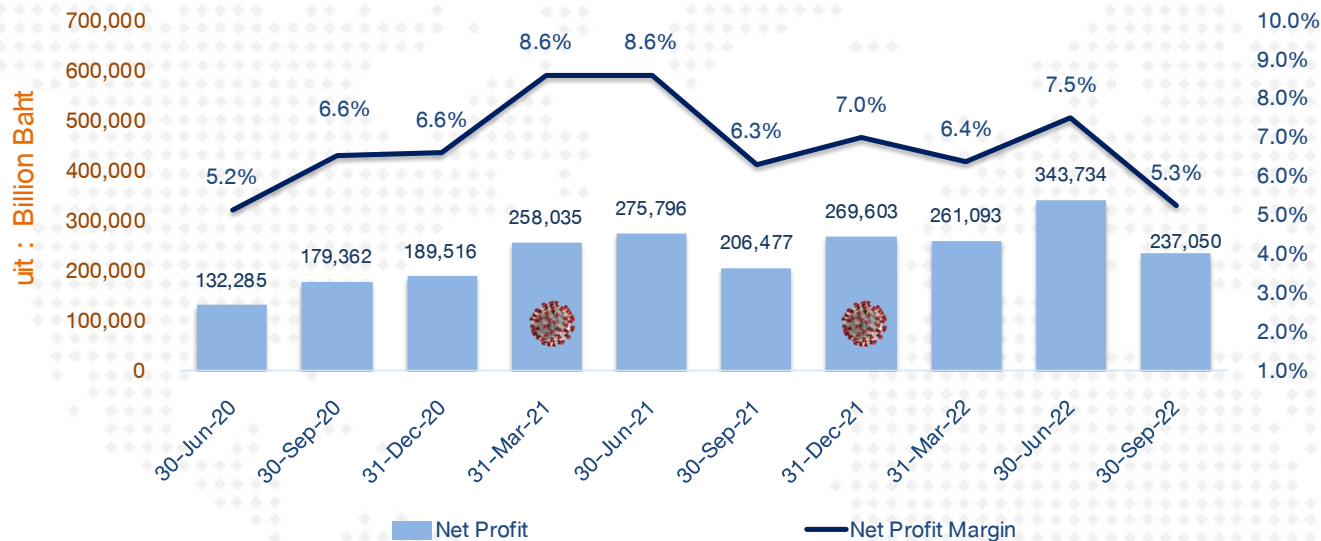 700,000
600,000
500,000
400,000
300,000
200,000
100,000
0
uit : Billion Baht
10.0%
9.0%
8.0%
7.0%
6.0%
5.0%
4.0%
3.0%
2.0%
1.0%
5.2%
6.6%
6.6%
8.6%
8.6%
6.3%
7.0%
6.4%
7.5%
5.3%
132,285
179,362
189,516
258,035
275,796
206,477
269,603
261,093
343,734
237,050
30-Jun-20
30-Sep-20
31-Dec-20
31-Mar-21
30-Jun-21
30-Sep-21
31-Dec-21
31-Mar-22
30-Jun-22
30-Sep-22
Net Profit
Net Profit Margin